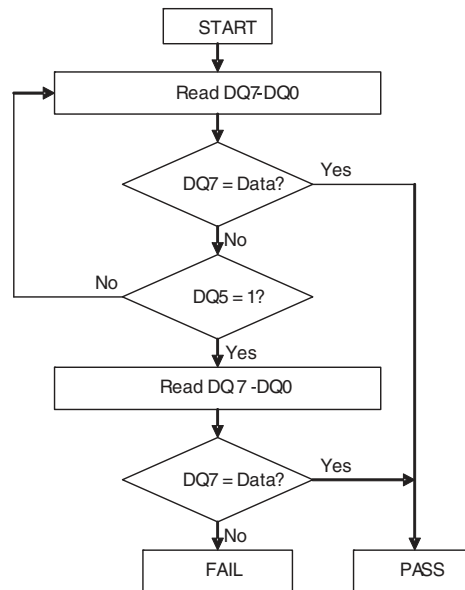 START
Read DQ7-DQ0
DQ7 = Data?
Yes
No
DQ5 = 1?
No
Yes
Read DQ 7 -DQ0
DQ7 = Data?
Yes
No
FAIL
PASS